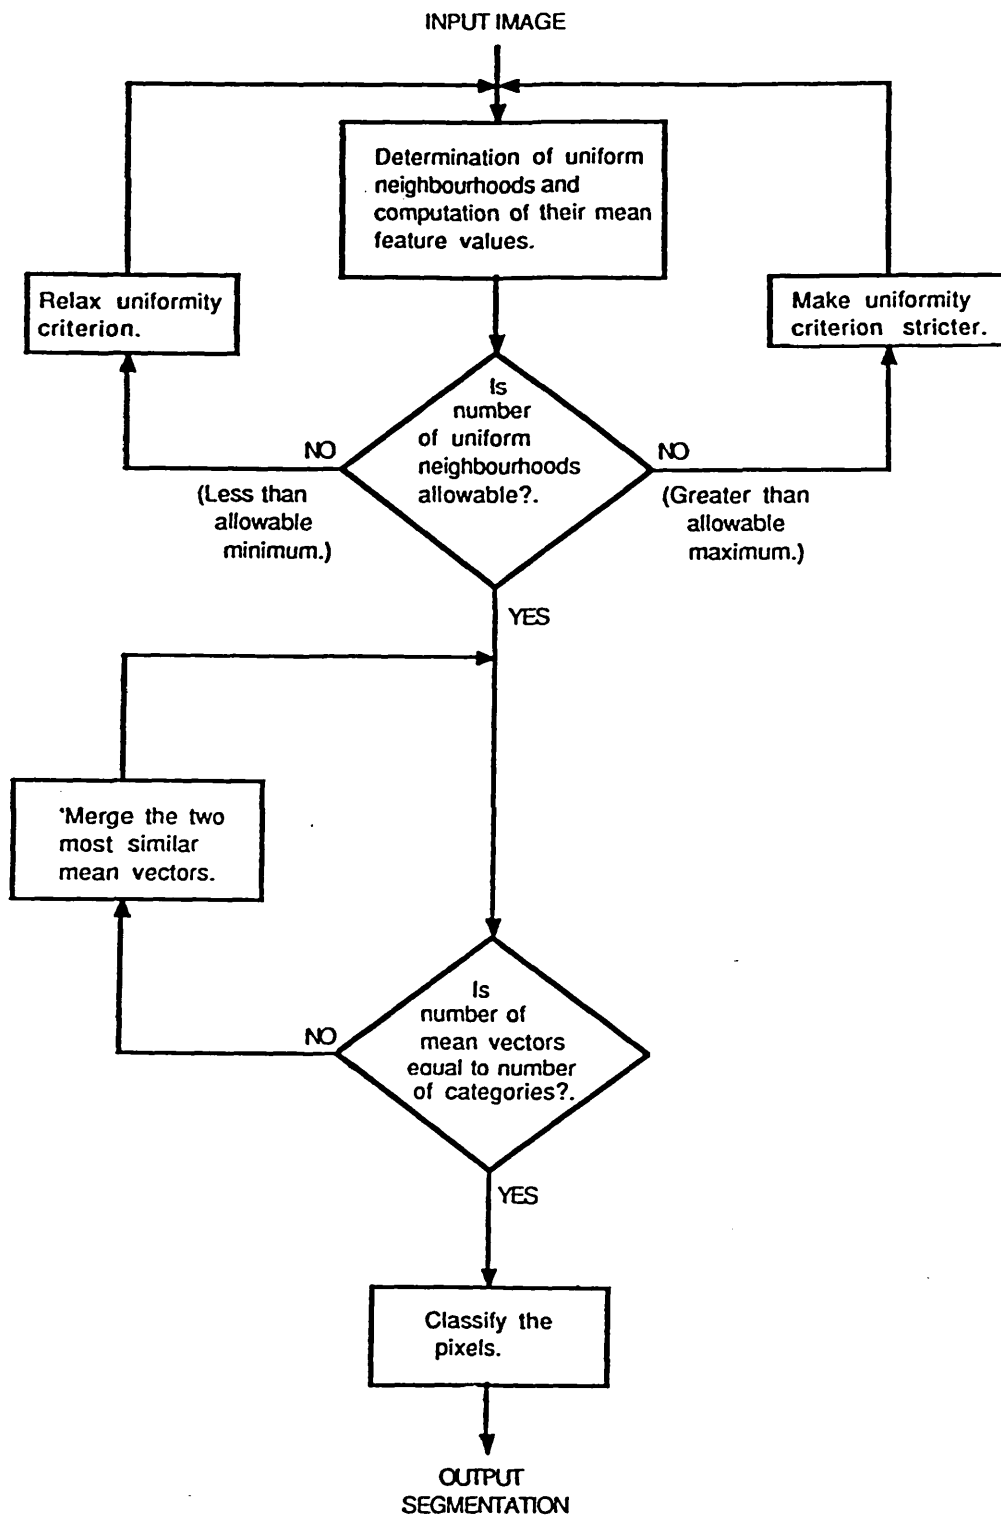 INPUT IMAGE
Determination of uniform
neighbourhoods and
computation of their mean
feature values.
Relax uniformity
criterion.
Make uniformity
criterion stricter.
Is
number
of uniform
neighbourhoods
allowable?.
NO
(Less than
allowable
minimum.)
NO
(Greater than
allowable
maximum.)
YES
'Merge the two
most similar
mean vectors.
Is
number of
mean vectors
equal to number
of categories?.
NO
YES
Classify the
pixels.
OUTPUT
SEGMENTATION